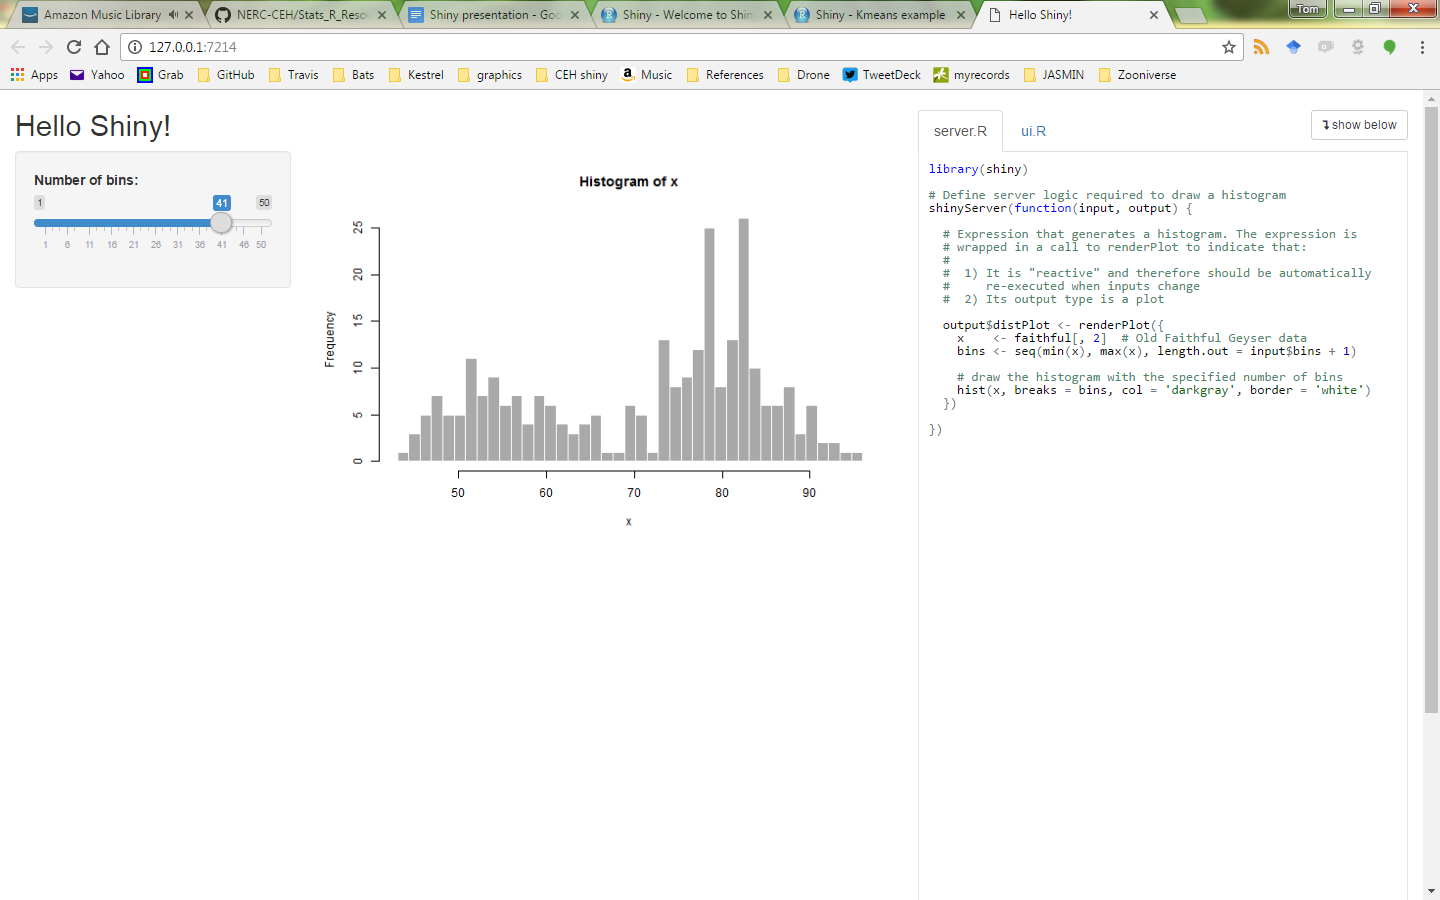 Amazon Music Library
NERC-CEH/Stats_R_Reso
Shiny presentation - Goo
Shiny - Welcome to Shin
Shiny - Kmeans example
Hello Shiny!
Tom
127.0.0.1:7214
Apps Yahoo Grab GitHub Travis Bats Kestrel graphics CEH shiny Music References Drone TweetDeck myrecords JASMIN Zooniverse
Hello Shiny!
Number of bins:
1 41 50
1 6 11 16 21 26 31 36 41 46 50
Histogram of x
Frequency
0 5 10 15 20 25
50 60 70 80 90
x
server.R ui.R
show below
library(shiny)
# Define server logic required to draw a histogram
shinyServer(function(input, output) {
# Expression that generates a histogram. The expression is
# wrapped in a call to renderPlot to indicate that:
#
# 1) It is "reactive" and therefore should be automatically
# re-executed when inputs change
# 2) Its output type is a plot
output$distPlot <- renderPlot({
x <- faithful[, 2] # Old Faithful Geyser data
bins <- seq(min(x), max(x), length.out = input$bins + 1)
# draw the histogram with the specified number of bins
hist(x, breaks = bins, col = 'darkgray', border = 'white')
})
})